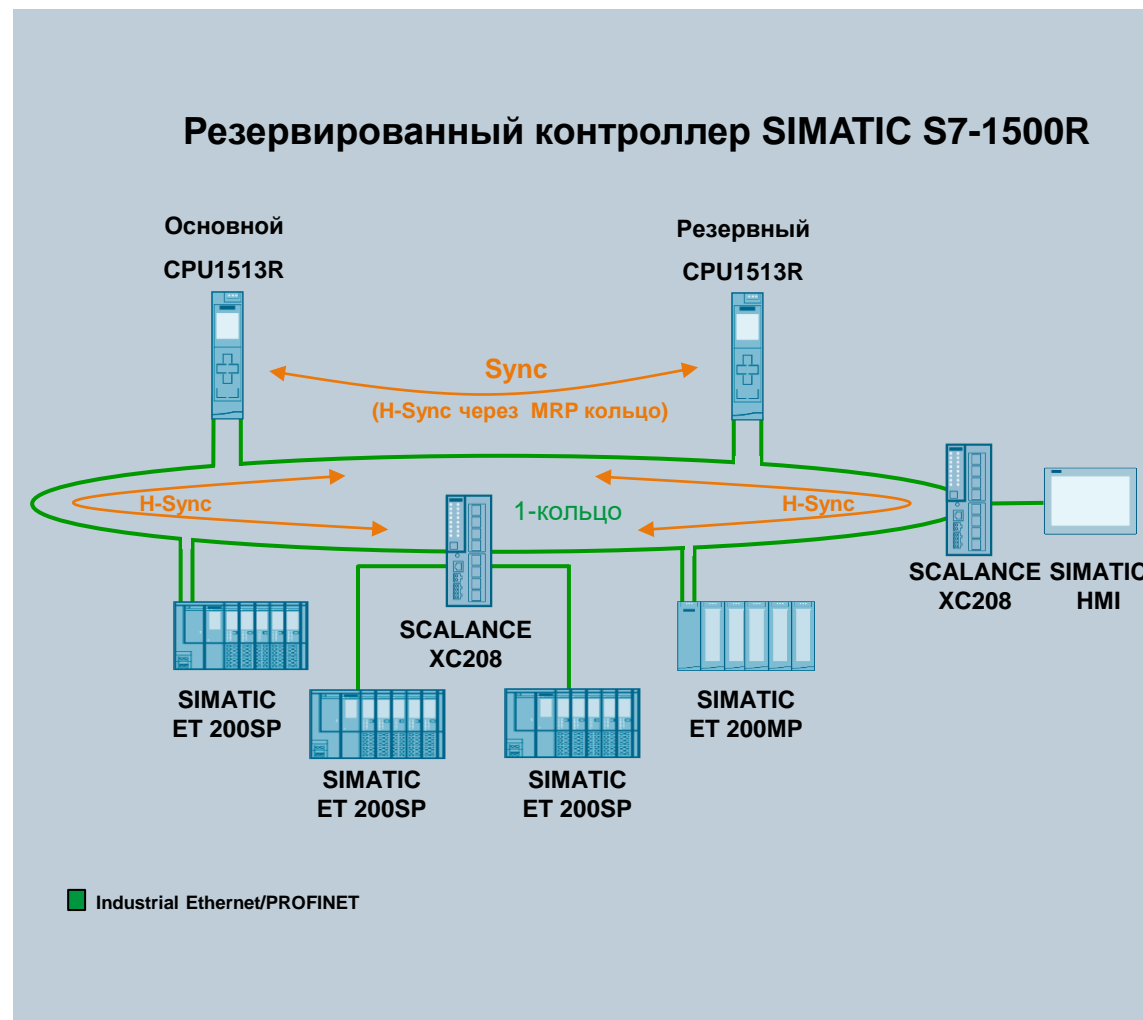 Резервированный контроллер SIMATIC S7-1500R
Основной
CPU1513R
Резервный
CPU1513R
Sync
(H-Sync через MRP кольцо)
H-Sync
1-кольцо
H-Sync
SCALANCE
XC208
SIMATIC
HMI
SCALANCE
XC208
SIMATIC
ET 200SP
SIMATIC
ET 200MP
SIMATIC
ET 200SP
SIMATIC
ET 200SP
Industrial Ethernet/PROFINET